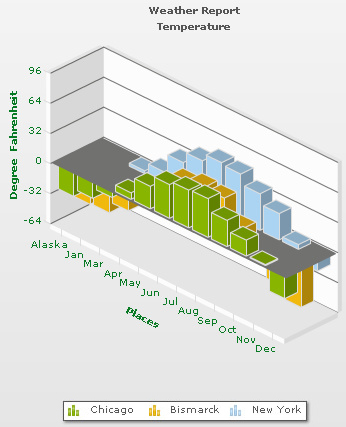 Weather Report
Temperature
Degree Fahrenheit
96
64
32
0
-32
-64
Alaska
Jan
Mar
Apr
May
Jun
Jul
Aug
Sep
Oct
Nov
Dec
places
Chicago Bismarck New York